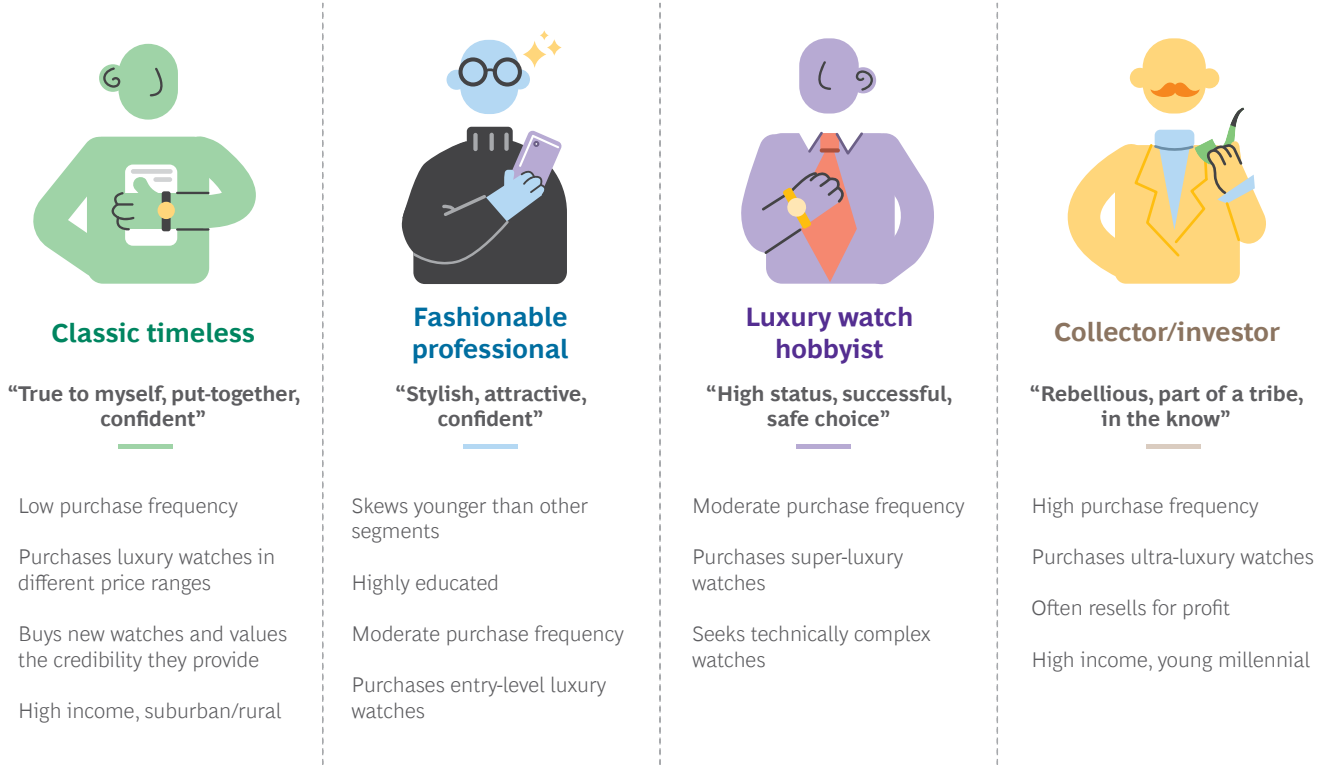 Classic timeless
“True to myself, put-together,
confident”
Low purchase frequency
Purchases luxury watches in
different price ranges
Buys new watches and values
the credibility they provide
High income, suburban/rural
Fashionable
professional
“Stylish, attractive,
confident”
Skews younger than other
segments
Highly educated
Moderate purchase frequency
Purchases entry-level luxury
watches
Luxury watch
hobbyist
“High status, successful,
safe choice”
Moderate purchase frequency
Purchases super-luxury
watches
Seeks technically complex
watches
Collector/investor
“Rebellious, part of a tribe,
in the know”
High purchase frequency
Purchases ultra-luxury watches
Often resells for profit
High income, young millennial